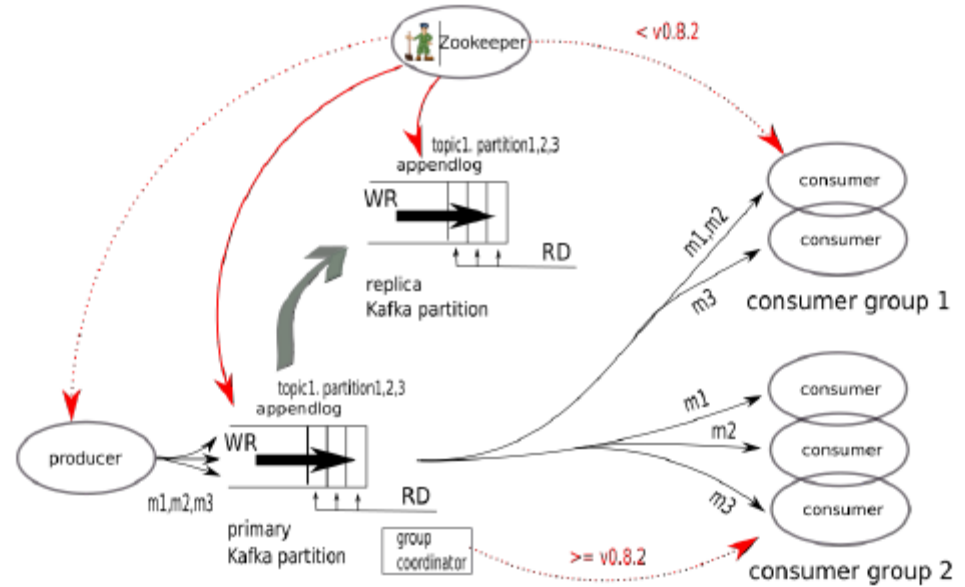 Zookeeper
< v0.8.2
topic1. partition1,2,3
appendlog
WR
RD
replica
Kafka partition
consumer
consumer
consumer group 1
m1,m2
m3
topic1. partition1,2,3
appendlog
WR
RD
producer
m1,m2,m3
primary
Kafka partition
group
coordinator
>= v0.8.2
m1
m2
m3
consumer
consumer
consumer
consumer group 2